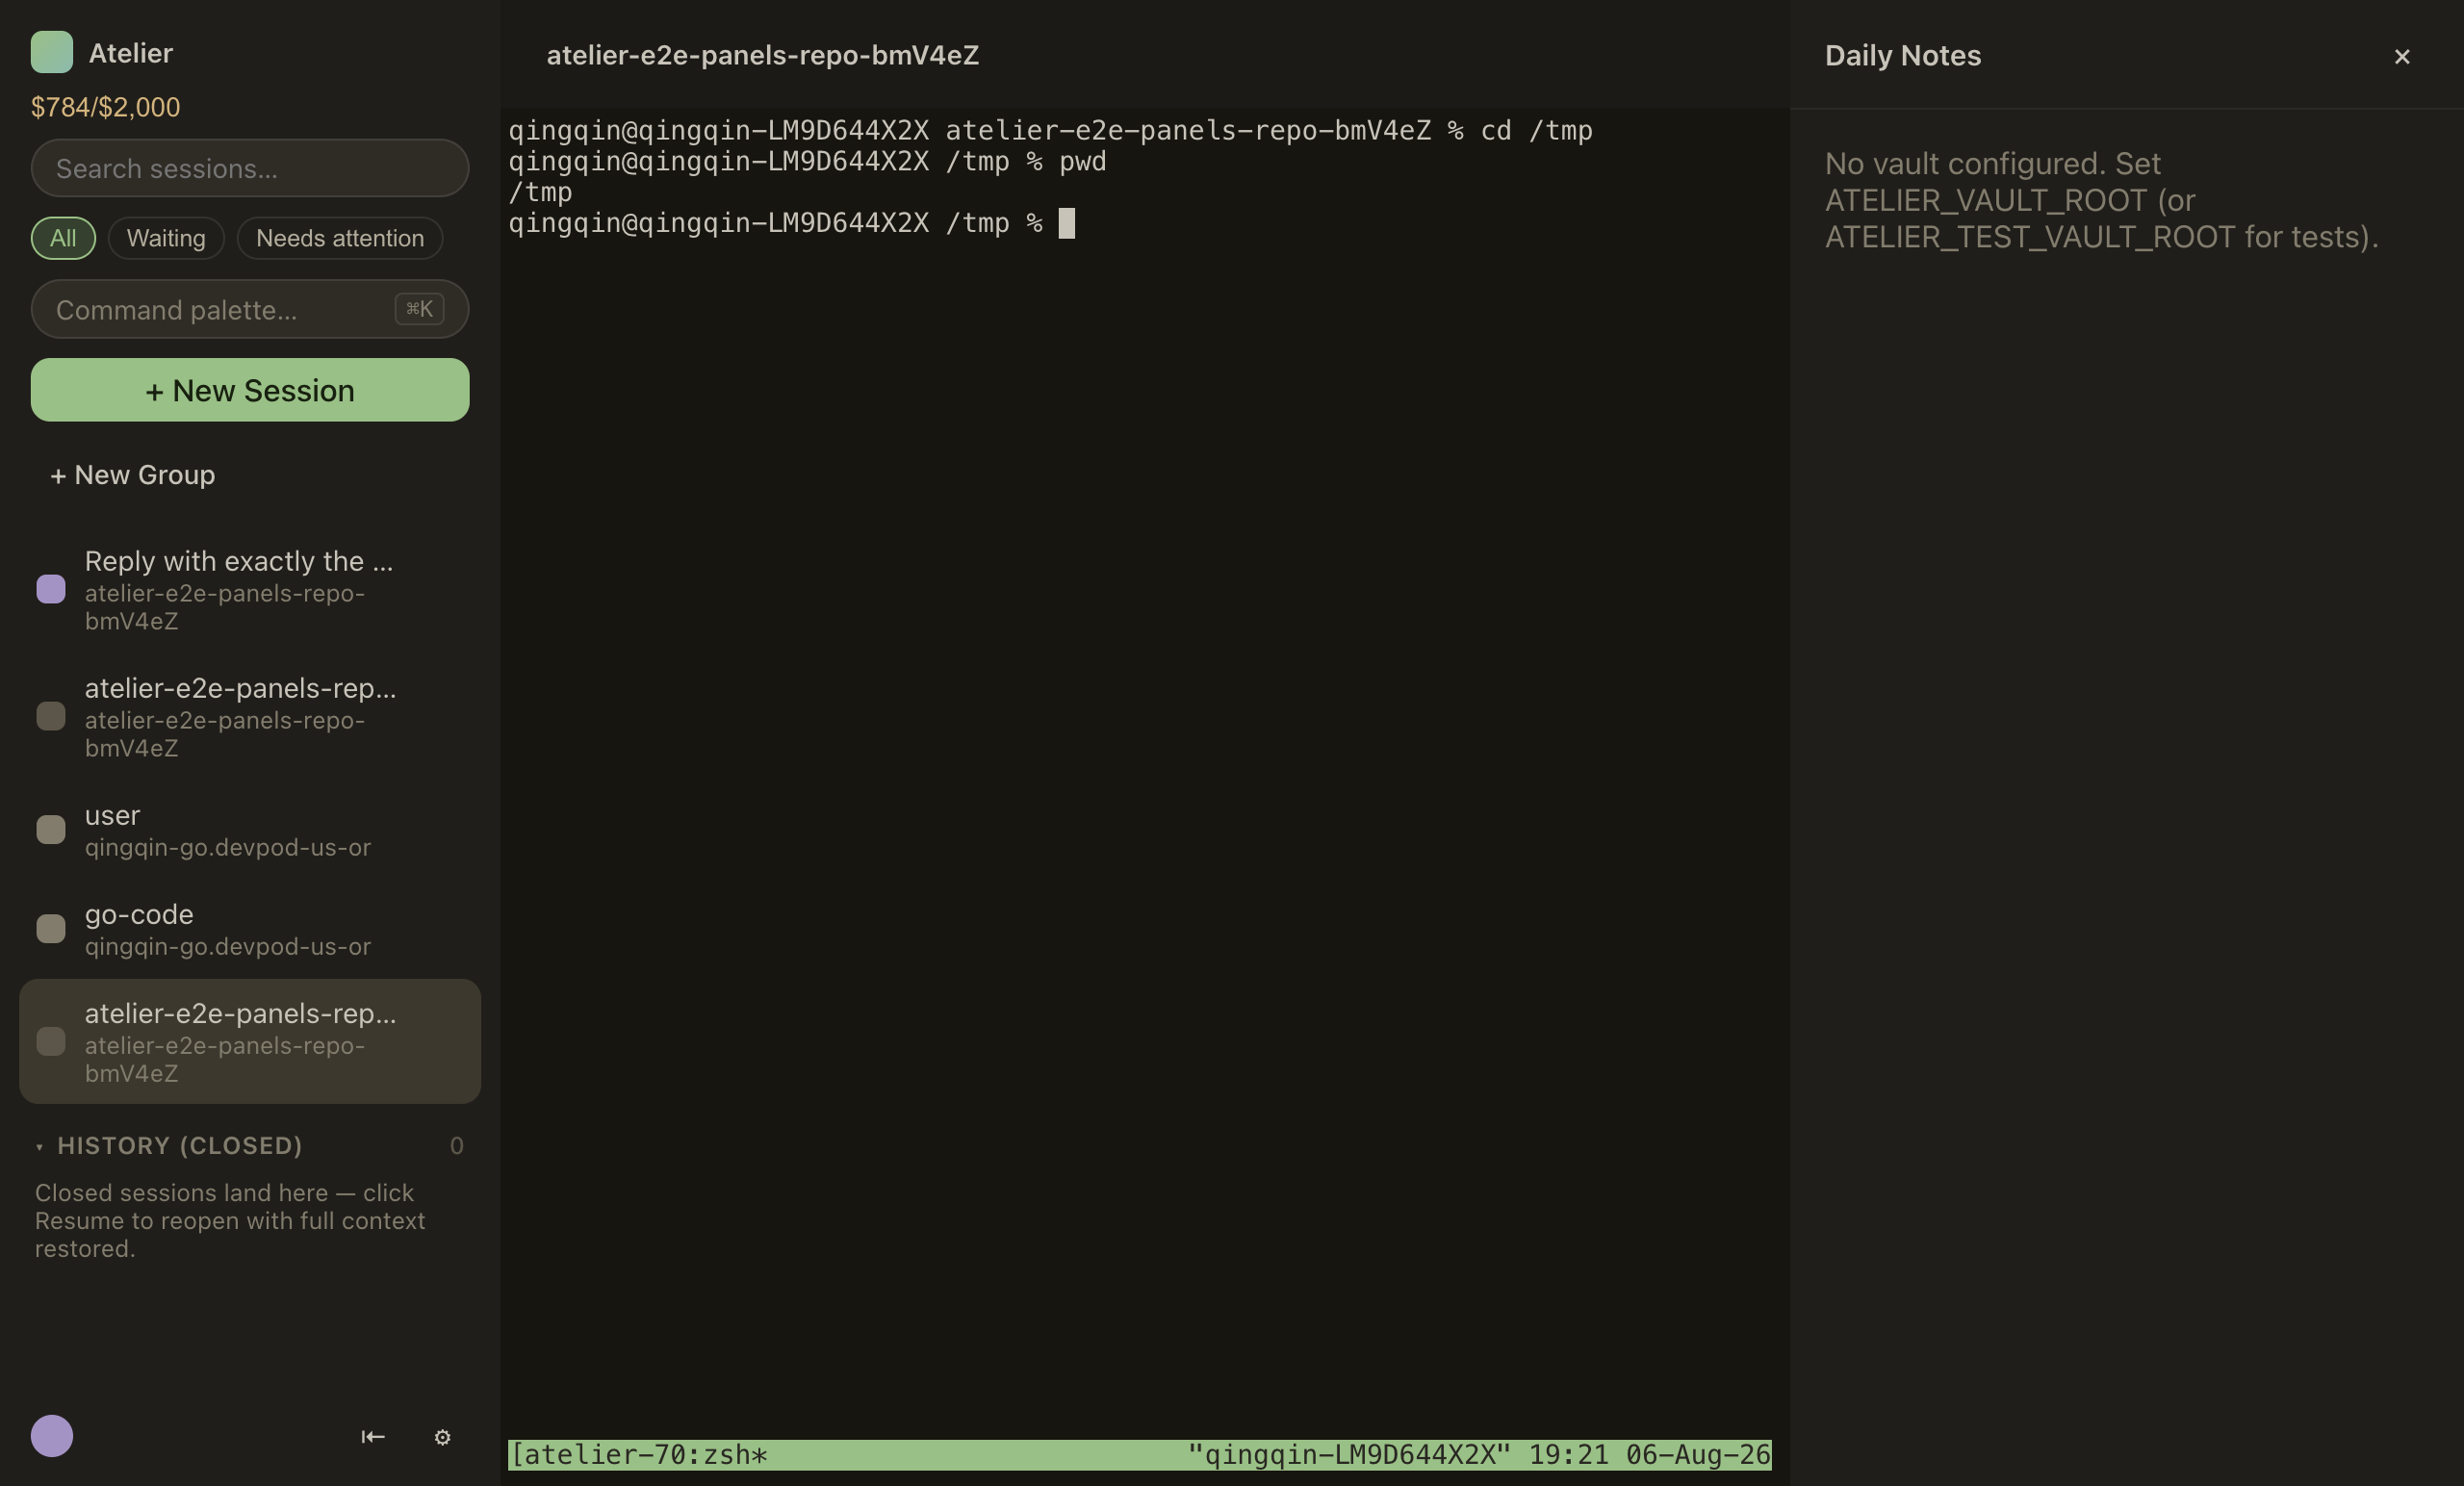 Atelier
$784/$2,000
Search sessions...
All
Waiting
Needs attention
Command palette...
⌘K
+ New Session
+ New Group
Reply with exactly the ...
atelier-e2e-panels-repo-
bmV4eZ
atelier-e2e-panels-rep...
atelier-e2e-panels-repo-
bmV4eZ
user
qingqin-go.devpod-us-or
go-code
qingqin-go.devpod-us-or
atelier-e2e-panels-rep...
atelier-e2e-panels-repo-
bmV4eZ
HISTORY (CLOSED)
0
Closed sessions land here — click
Resume to reopen with full context
restored.
atelier-e2e-panels-repo-bmV4eZ
qingqin@qingqin-LM9D644X2X atelier-e2e-panels-repo-bmV4eZ % cd /tmp
qingqin@qingqin-LM9D644X2X /tmp % pwd
/tmp
qingqin@qingqin-LM9D644X2X /tmp %
[atelier-70:zsh* "qingqin-LM9D644X2X" 19:21 06-Aug-26
Daily Notes
×
No vault configured. Set
ATELIER_VAULT_ROOT (or
ATELIER_TEST_VAULT_ROOT for tests).